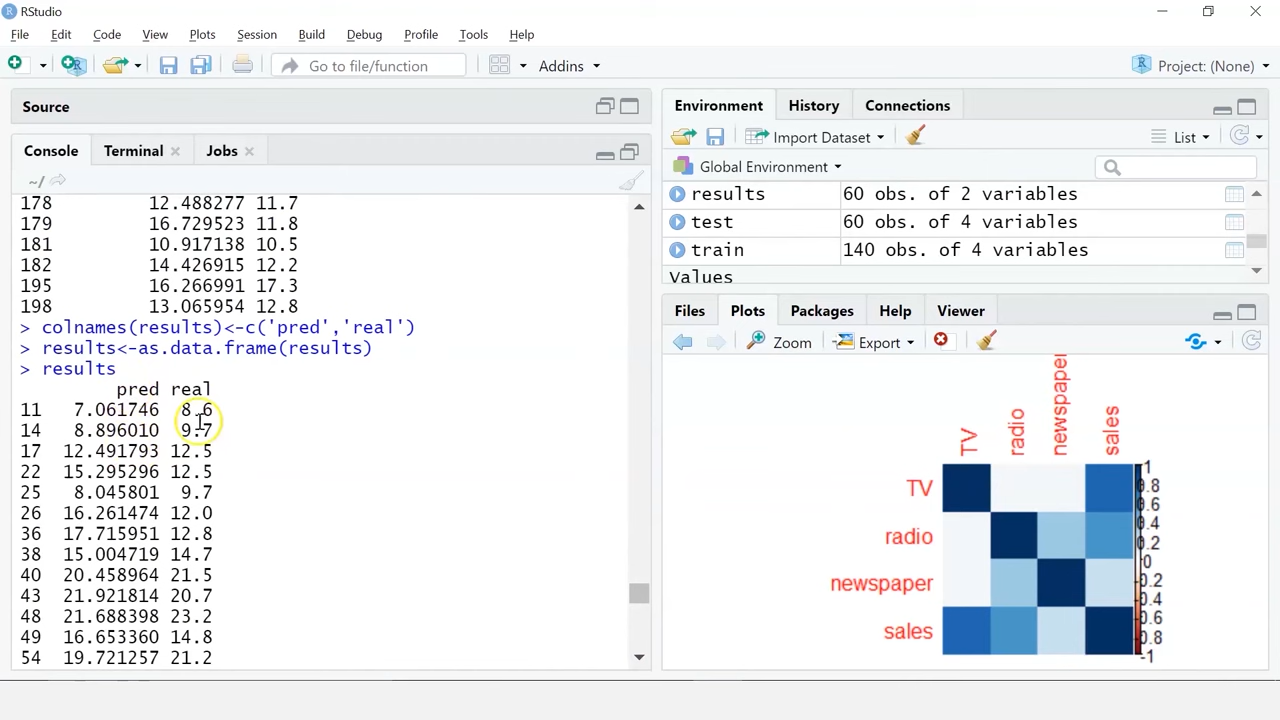 RStudio
File Edit Code View Plots Session Build Debug Profile Tools Help
Go to file/function Addins Project: (None)
Source
Console Terminal Jobs
~/
178 12.488277 11.7
179 16.729523 11.8
181 10.917138 10.5
182 14.426915 12.2
195 16.266991 17.3
198 13.065954 12.8
> colnames(results)<-c('pred','real')
> results<-as.data.frame(results)
> results
pred real
11 7.061746 8.6
14 8.896010 9.7
17 12.491793 12.5
22 15.295296 12.5
25 8.045801 9.7
26 16.261474 12.0
36 17.715951 12.8
38 15.004719 14.7
40 20.458964 21.5
43 21.921814 20.7
48 21.688398 23.2
49 16.653360 14.8
54 19.721257 21.2
Environment History Connections
Import Dataset List
Global Environment
results 60 obs. of 2 variables
test 60 obs. of 4 variables
train 140 obs. of 4 variables
Values
Files Plots Packages Help Viewer
Zoom Export
TV radio newspaper sales
TV
radio
newspaper
sales
1
0.8
0.6
0.4
0.2
0
-0.2
-0.4
-0.6
-0.8
-1